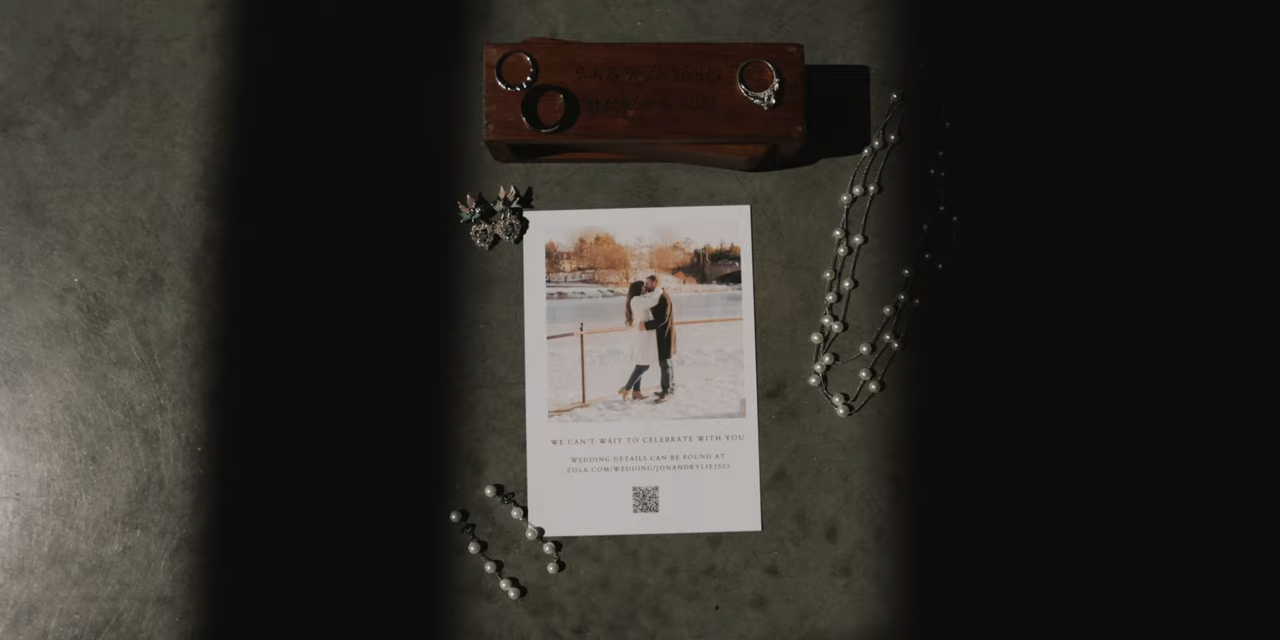 WE CAN'T WAIT TO CELEBRATE WITH YOU
WEDDING DETAILS CAN BE FOUND AT
ZOLA.COM/WEDDING/JONANDKYLIE2023